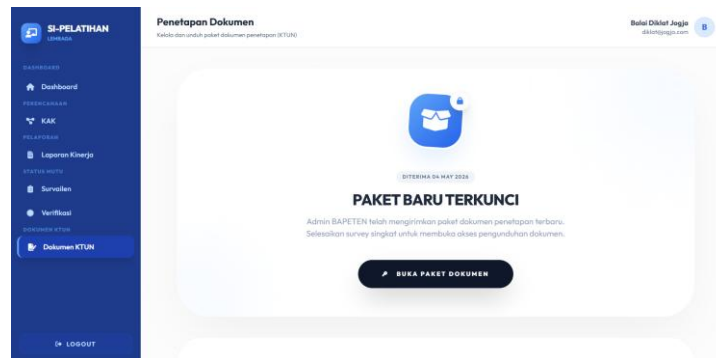 SI-PELATIHAN
LEMBAGA
DASHBOARD
Dashboard
PERENCANAAN
KAK
PELAPORAN
Laporan Kinerja
STATUS MUTU
Survailen
Verifikasi
DOKUMEN KTUN
Dokumen KTUN
LOGOUT
Penetapan Dokumen
Kelola dan unduh paket dokumen penetapan (KTUN)
Balai Diklat Jogja
diklat@jogja.com
B
DITERIMA 04 MAY 2026
PAKET BARU TERKUNCI
Admin BAPETEN telah mengirimkan paket dokumen penetapan terbaru.
Selesaikan survey singkat untuk membuka akses pengunduhan dokumen.
BUKA PAKET DOKUMEN